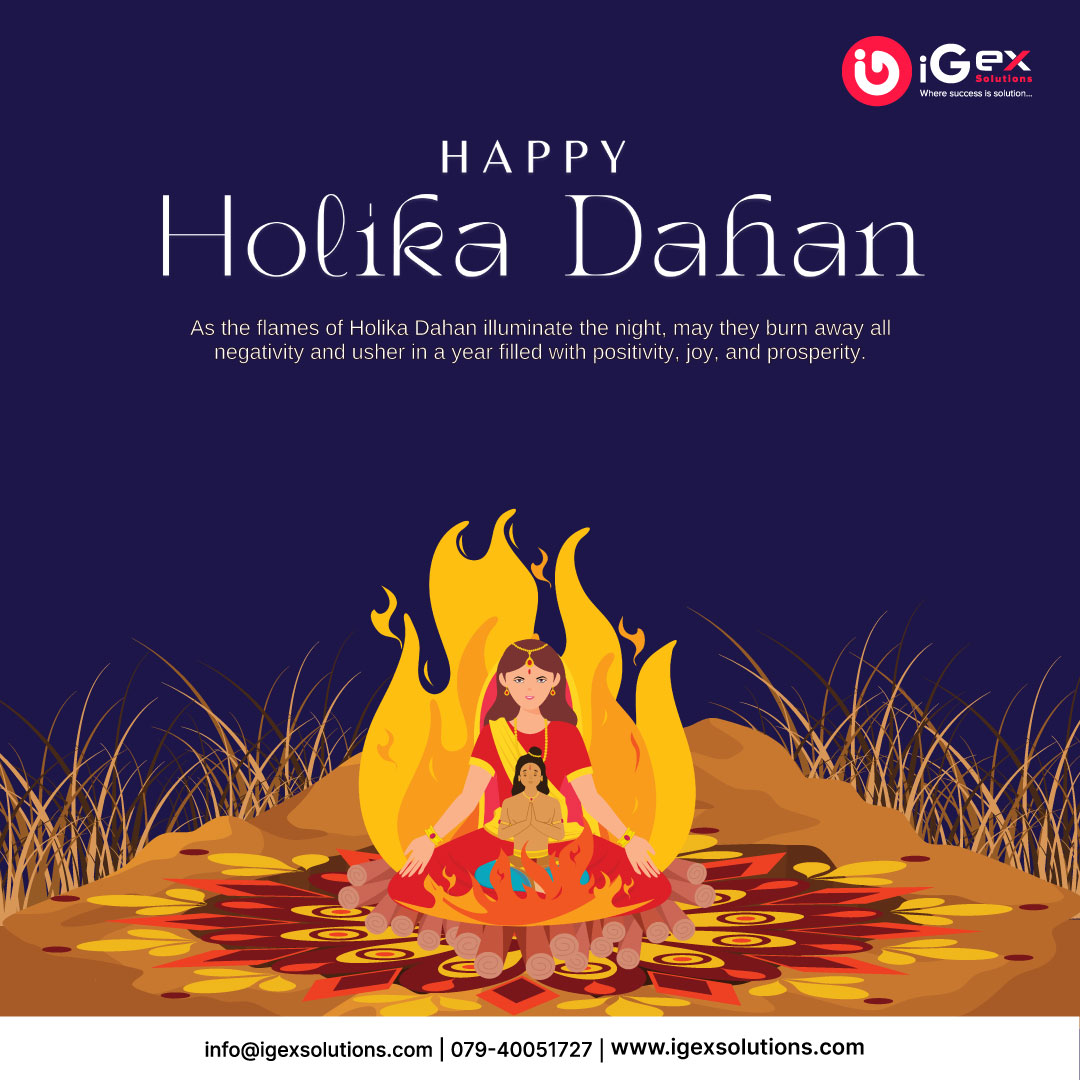 iGex
Solutions
Where success is solution...
HAPPY
Holika Dahan
As the flames of Holika Dahan illuminate the night, may they burn away all
negativity and usher in a year filled with positivity, joy, and prosperity.
info@igexsolutions.com | 079-40051727 | www.igexsolutions.com